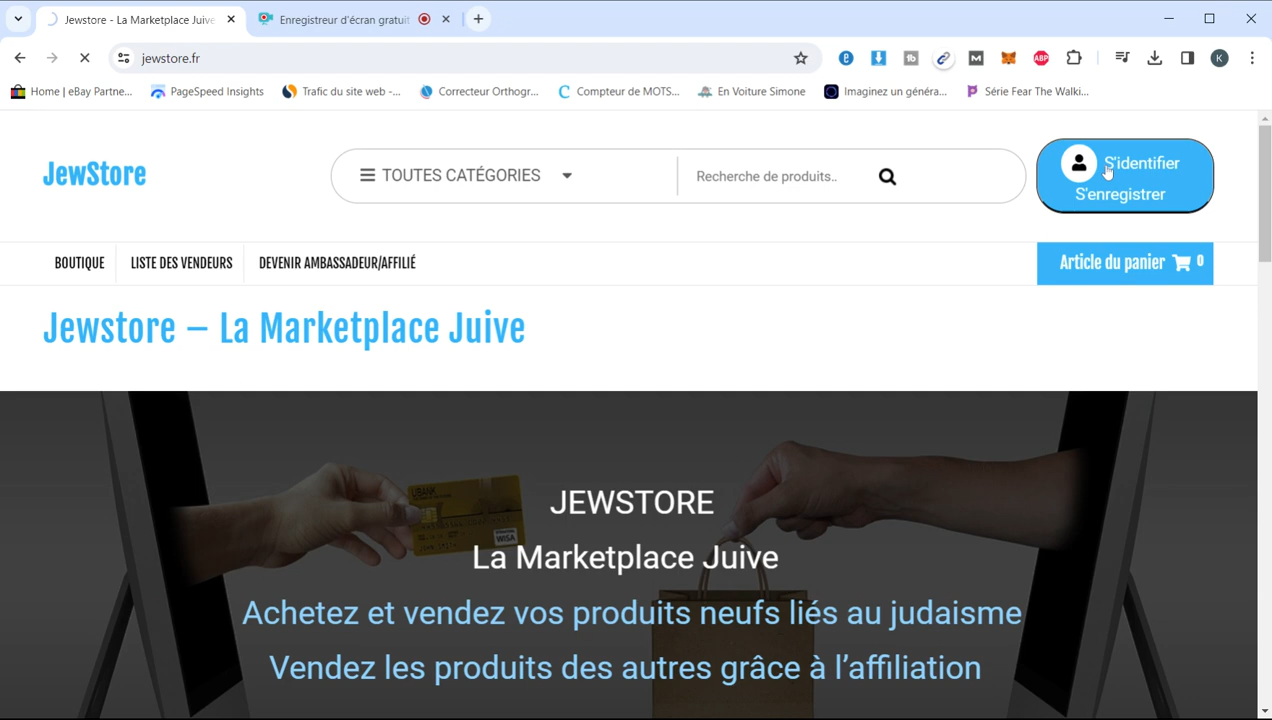 Jewstore - La Marketplace Juive
Enregistreur d'écran gratuit
jewstore.fr
ABP
K
Home | eBay Partne...
PageSpeed Insights
Trafic du site web -...
Correcteur Orthogr...
Compteur de MOTS...
En Voiture Simone
Imaginez un généra...
Série Fear The Walki...
JewStore
TOUTES CATÉGORIES
Recherche de produits..
S'identifier
S'enregistrer
BOUTIQUE
LISTE DES VENDEURS
DEVENIR AMBASSADEUR/AFFILIÉ
Article du panier 0
Jewstore – La Marketplace Juive
UBANK
VISA
JEWSTORE
La Marketplace Juive
Achetez et vendez vos produits neufs liés au judaisme
Vendez les produits des autres grâce à l'affiliation